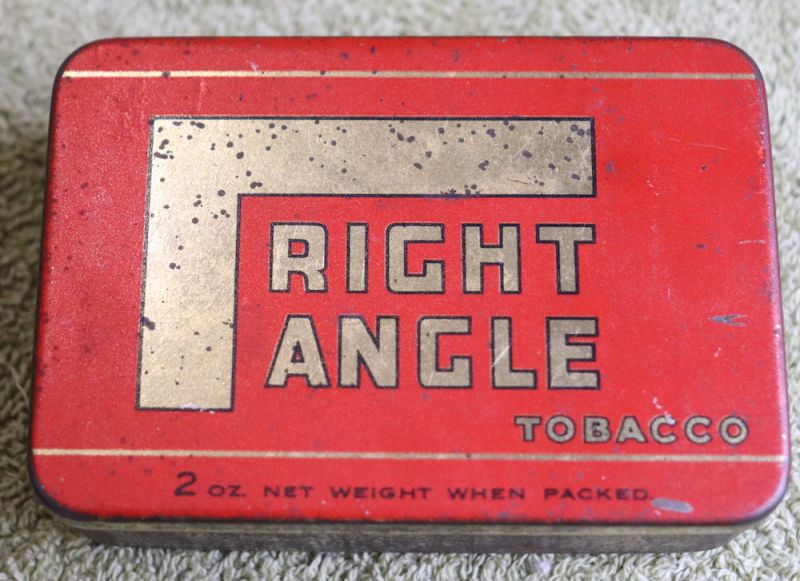 RIGHT
ANGLE
TOBACCO
2 OZ. NET WEIGHT WHEN PACKED.